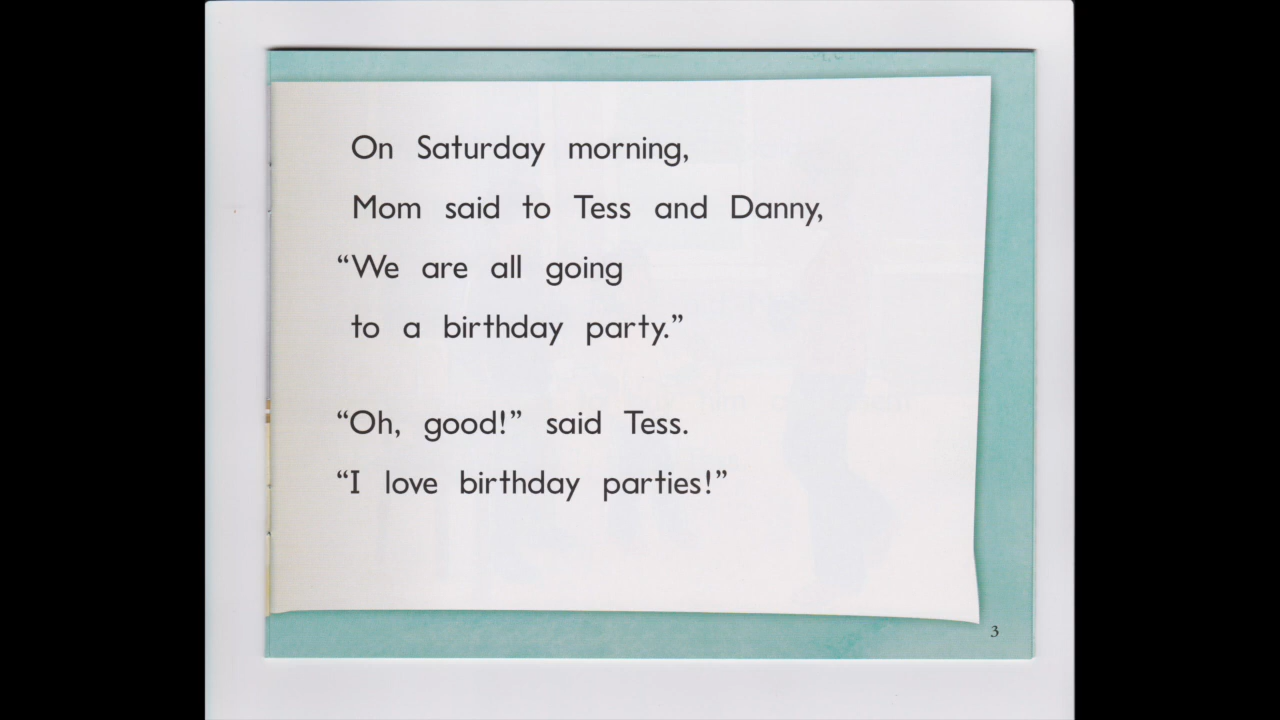 On Saturday morning,
Mom said to Tess and Danny,
“We are all going
to a birthday party.”
“Oh, good!” said Tess.
“I love birthday parties!”
3